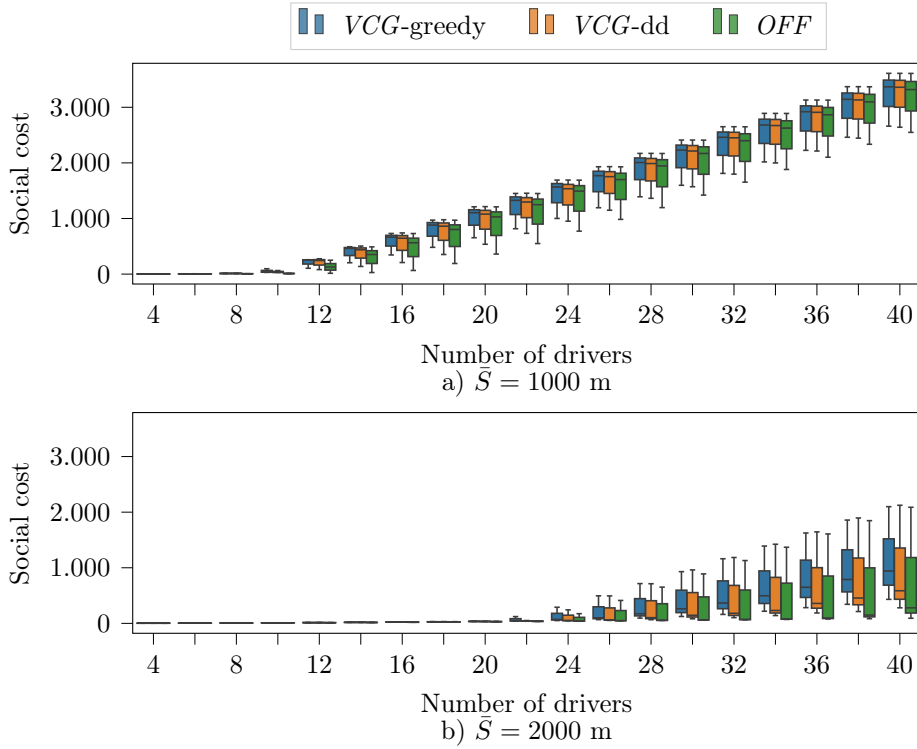 VCG-greedy VCG-dd OFF
3.000
2.000
1.000
0
Social cost
4 8 12 16 20 24 28 32 36 40
Number of drivers
a) S̄ = 1000 m
3.000
2.000
1.000
0
Social cost
4 8 12 16 20 24 28 32 36 40
Number of drivers
b) S̄ = 2000 m